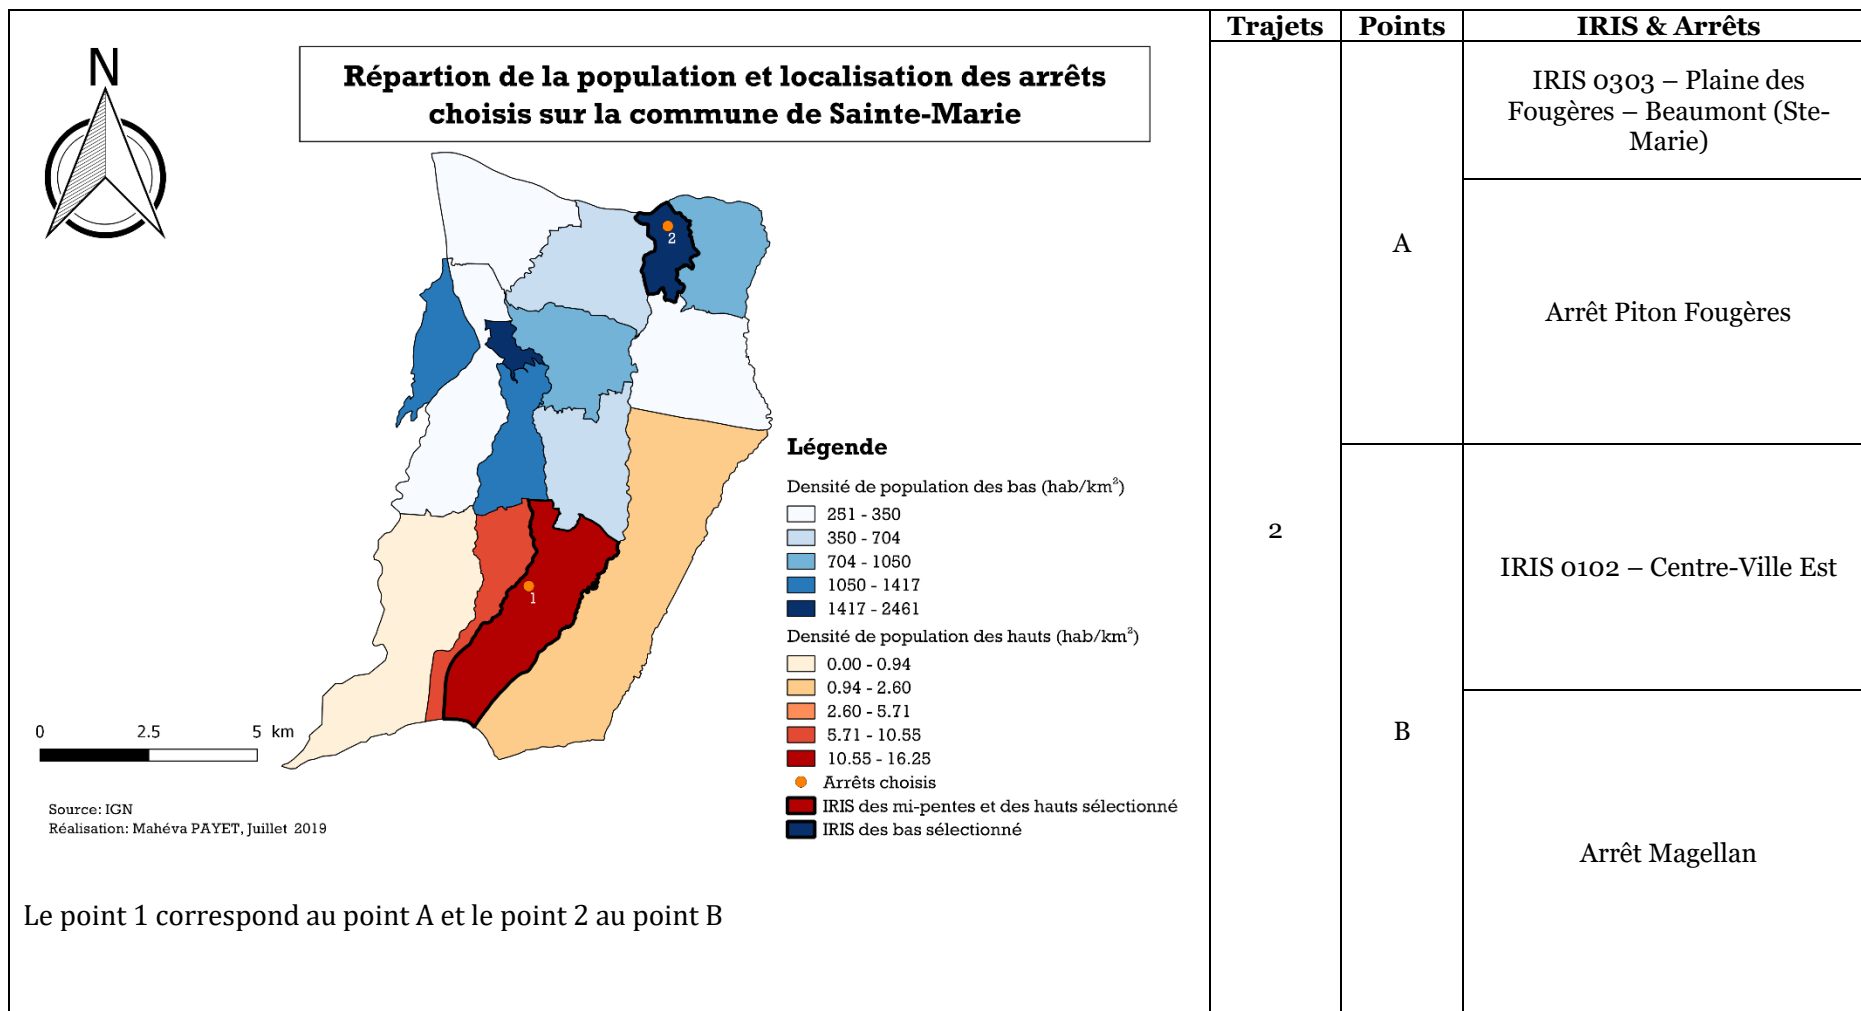 N
Répartion de la population et localisation des arrêts
choisis sur la commune de Sainte-Marie
2
1
Légende
Densité de population des bas (hab/km²)
251 - 350
350 - 704
704 - 1050
1050 - 1417
1417 - 2461
Densité de population des hauts (hab/km²)
0.00 - 0.94
0.94 - 2.60
2.60 - 5.71
5.71 - 10.55
10.55 - 16.25
Arrêts choisis
IRIS des mi-pentes et des hauts sélectionné
IRIS des bas sélectionné
0 2.5 5 km
Source: IGN
Réalisation: Mahéva PAYET, Juillet 2019
Le point 1 correspond au point A et le point 2 au point B
Trajets Points IRIS & Arrêts
2
A
IRIS 0303 – Plaine des
Fougères – Beaumont (Ste-
Marie)
Arrêt Piton Fougères
B
IRIS 0102 – Centre-Ville Est
Arrêt Magellan